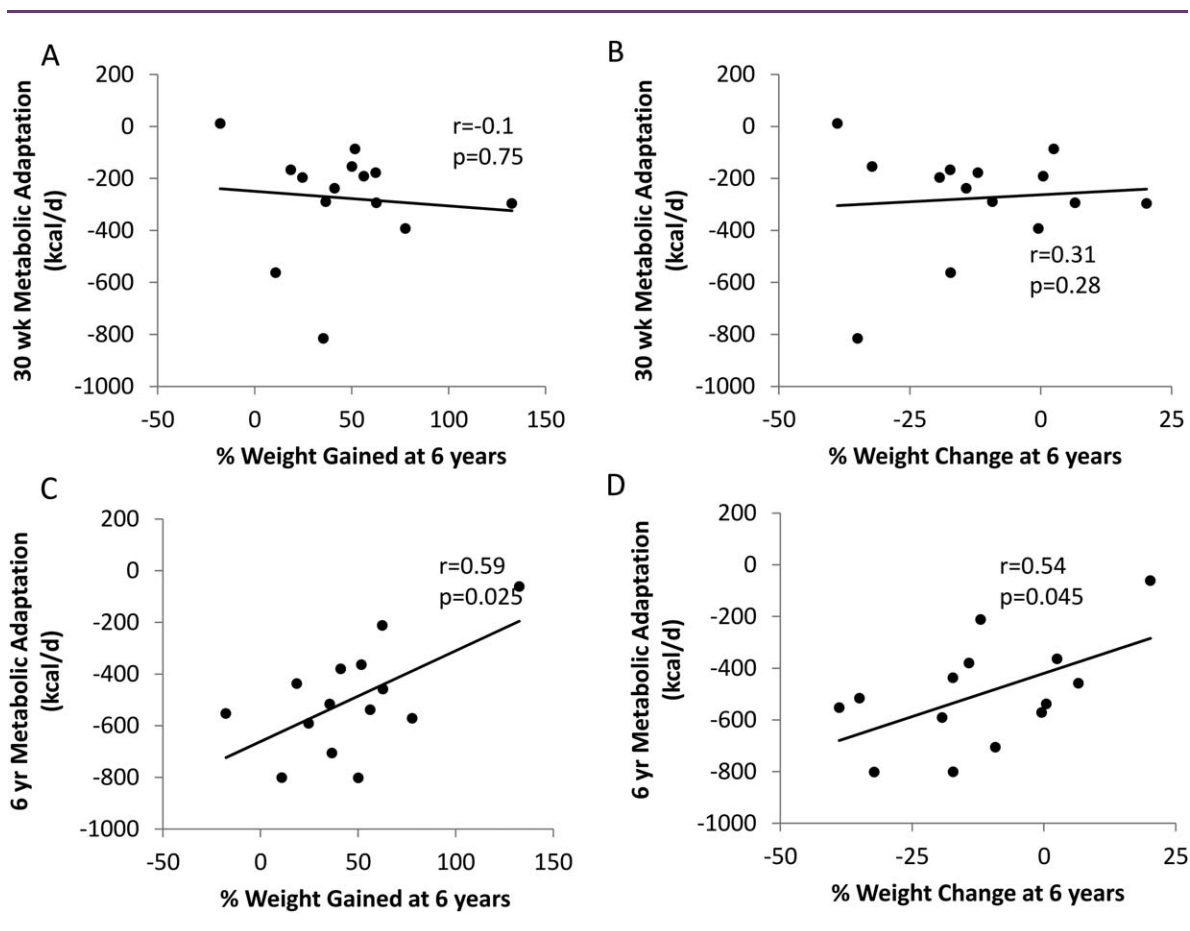 A
30 wk Metabolic Adaptation
(kcal/d)
200
0
-200
-400
-600
-800
-1000
r=-0.1
p=0.75
-50
0
50
100
150
% Weight Gained at 6 years
B
30 wk Metabolic Adaptation
(kcal/d)
200
0
-200
-400
-600
-800
-1000
r=0.31
p=0.28
-50
-25
0
25
% Weight Change at 6 years
C
6 yr Metabolic Adaptation
(kcal/d)
200
0
-200
-400
-600
-800
-1000
r=0.59
p=0.025
-50
0
50
100
150
% Weight Gained at 6 years
D
6 yr Metabolic Adaptation
(kcal/d)
200
0
-200
-400
-600
-800
-1000
r=0.54
p=0.045
-50
-25
0
25
% Weight Change at 6 years